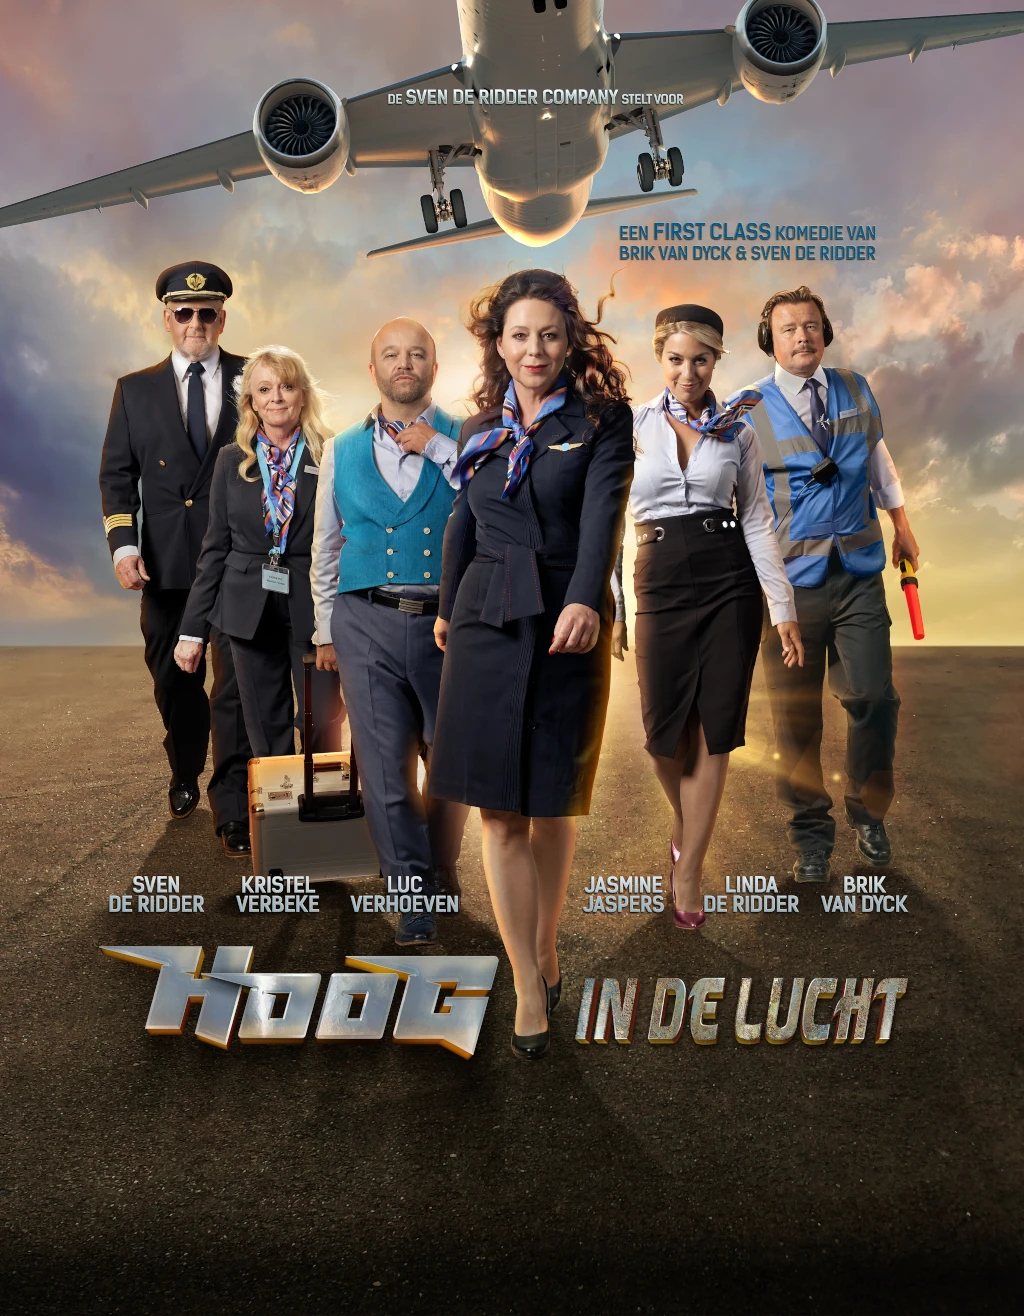 DE SVEN DE RIDDER COMPANY STELT VOOR
EEN FIRST CLASS KOMEDIE VAN
BRIK VAN DYCK & SVEN DE RIDDER
SVEN
DE RIDDER
KRISTEL
VERBEKE
LUC
VERHOEVEN
JASMINE
JASPERS
LINDA
DE RIDDER
BRIK
VAN DYCK
HOOG IN DE LUCHT